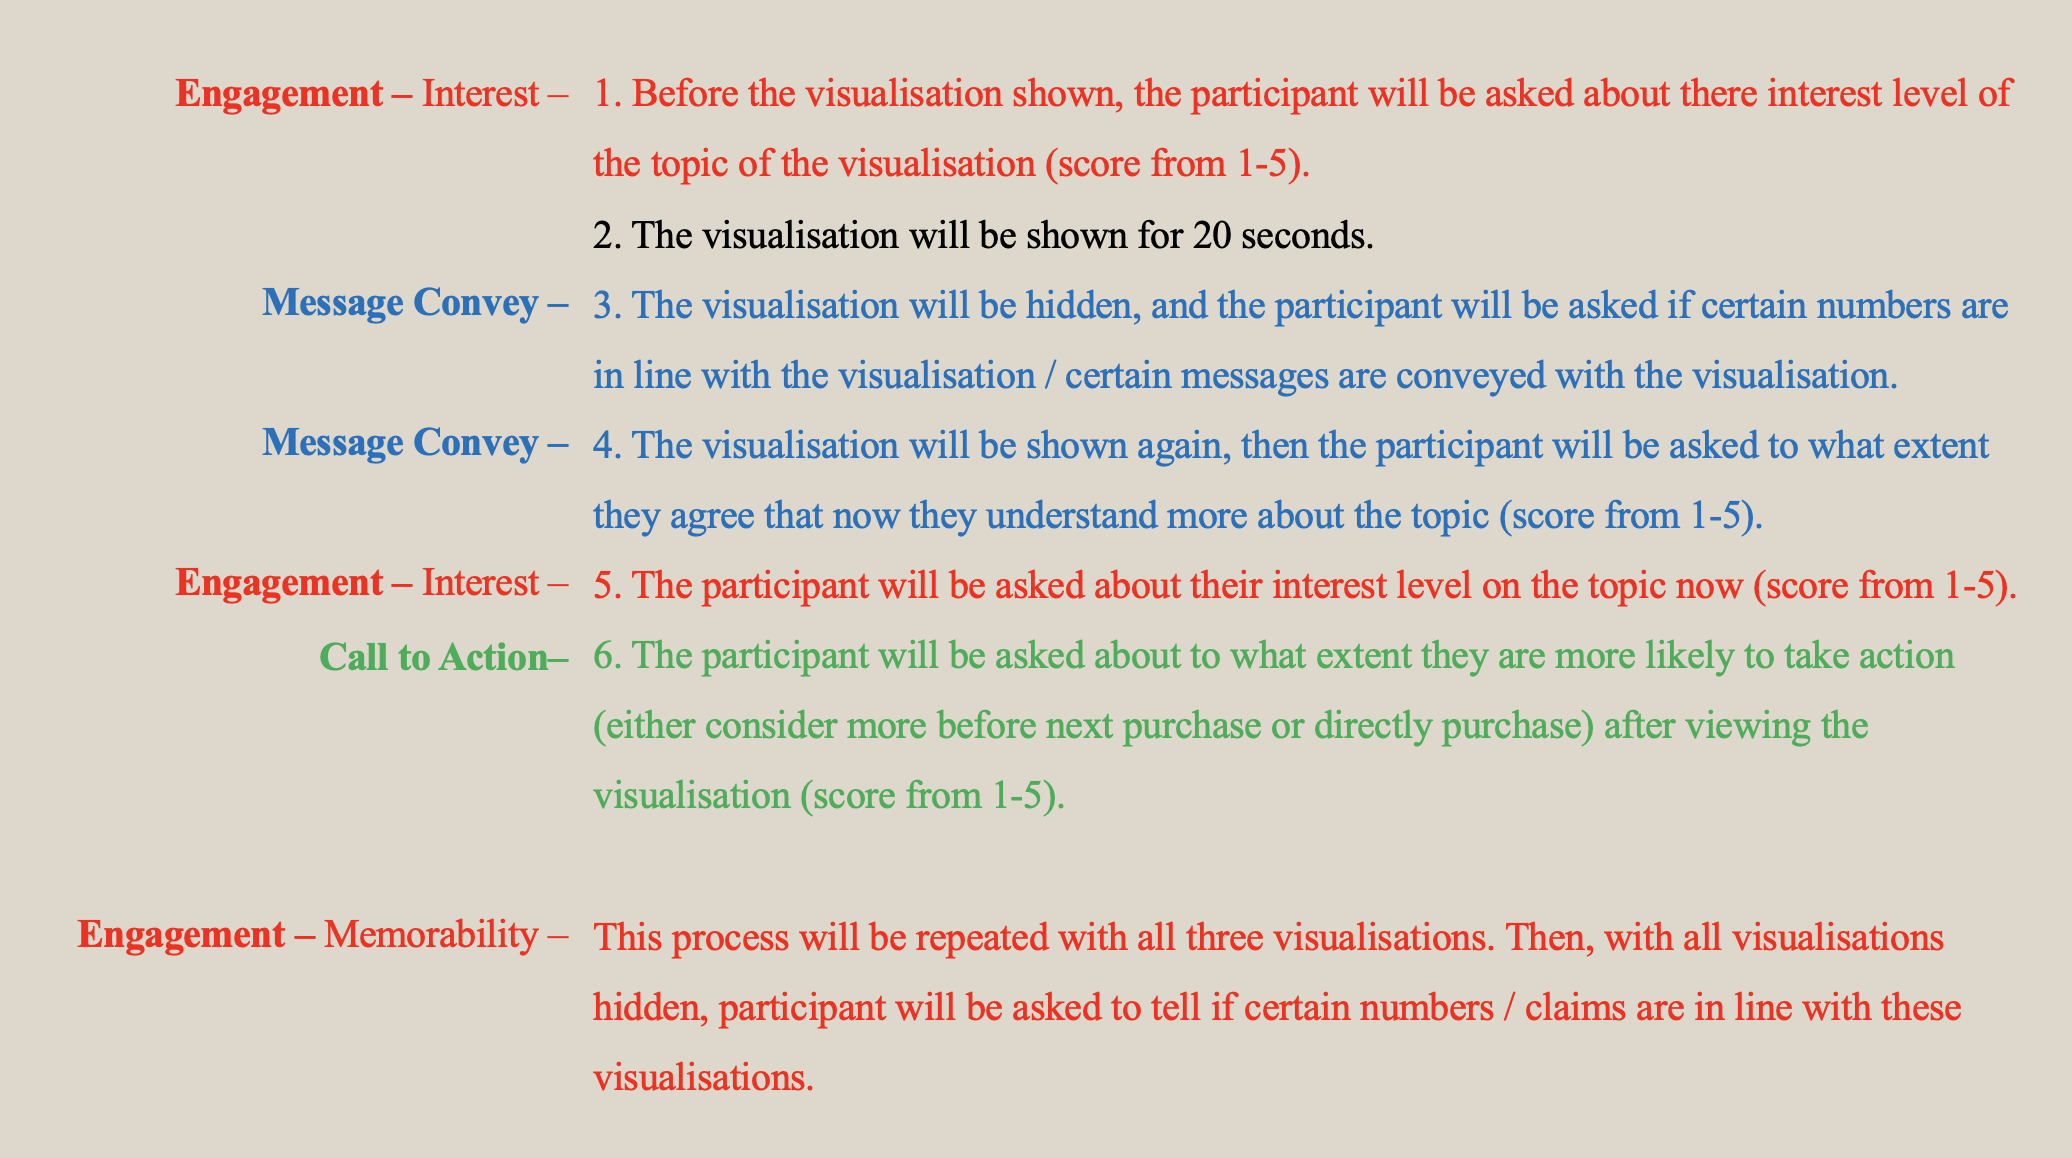 Engagement – Interest – 1. Before the visualisation shown, the participant will be asked about there interest level of
the topic of the visualisation (score from 1-5).
2. The visualisation will be shown for 20 seconds.
Message Convey – 3. The visualisation will be hidden, and the participant will be asked if certain numbers are
in line with the visualisation / certain messages are conveyed with the visualisation.
Message Convey – 4. The visualisation will be shown again, then the participant will be asked to what extent
they agree that now they understand more about the topic (score from 1-5).
Engagement – Interest – 5. The participant will be asked about their interest level on the topic now (score from 1-5).
Call to Action– 6. The participant will be asked about to what extent they are more likely to take action
(either consider more before next purchase or directly purchase) after viewing the
visualisation (score from 1-5).
Engagement – Memorability – This process will be repeated with all three visualisations. Then, with all visualisations
hidden, participant will be asked to tell if certain numbers / claims are in line with these
visualisations.